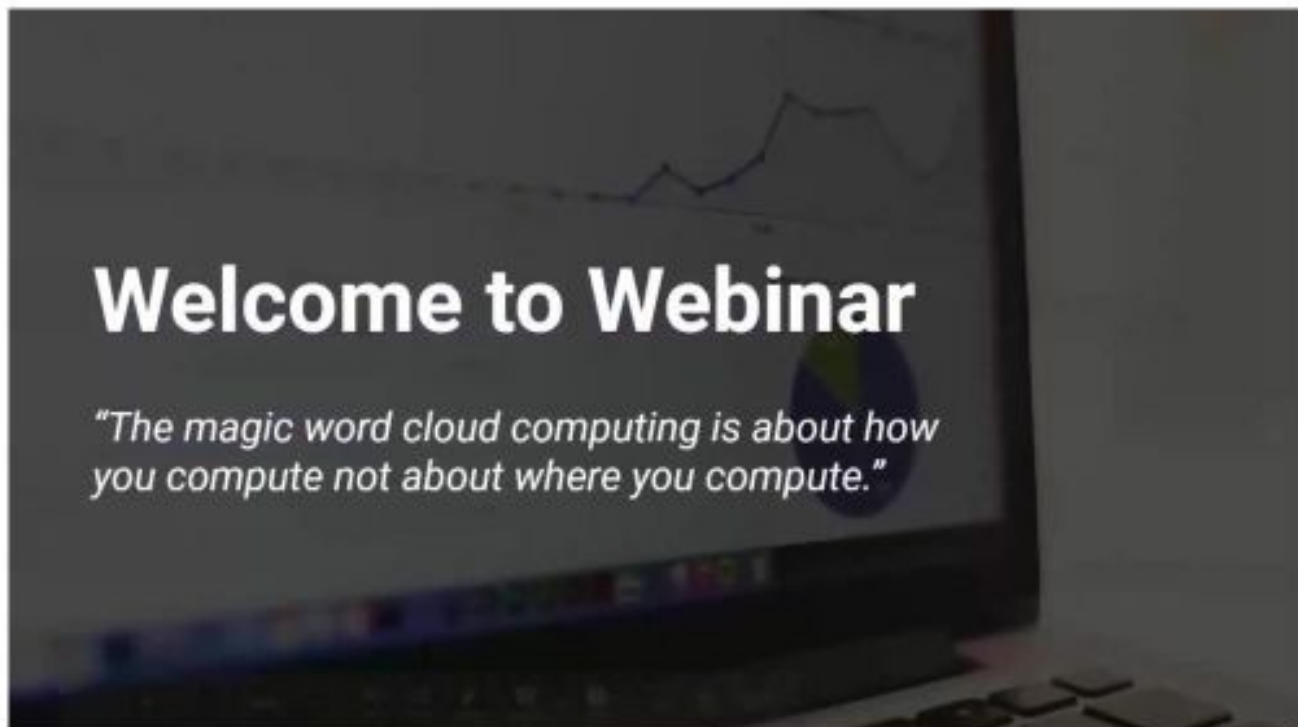 Welcome to Webinar
“The magic word cloud computing is about how
you compute not about where you compute.”